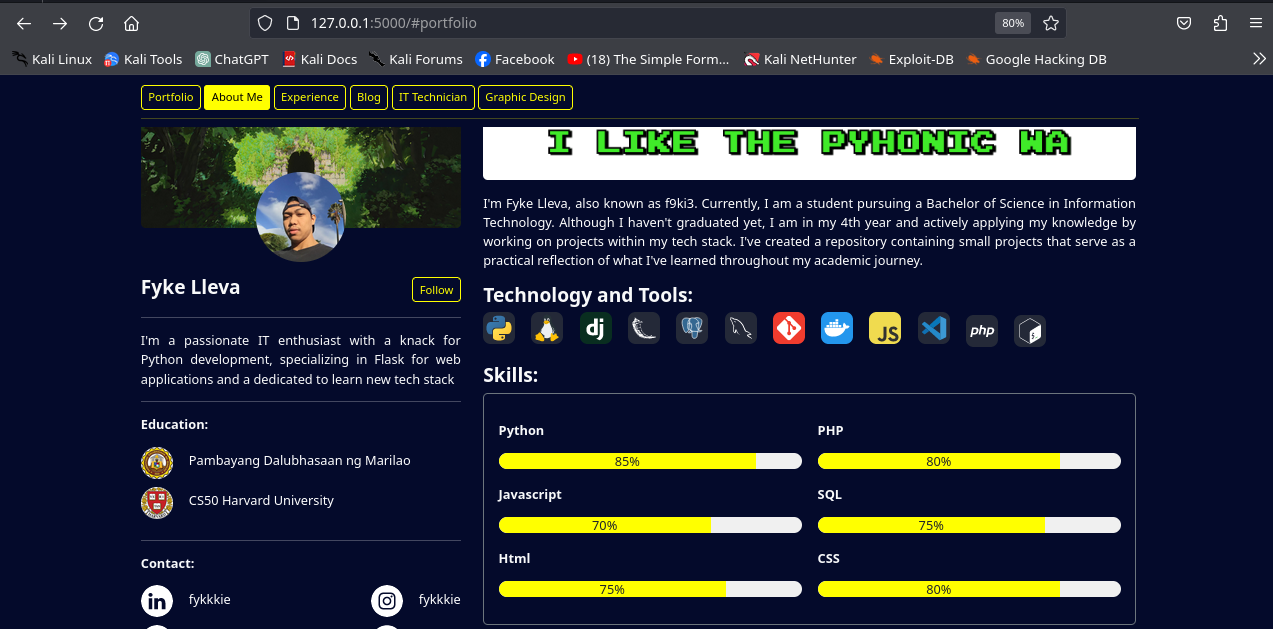 127.0.0.1:5000/#portfolio
80%
Kali Linux
Kali Tools
ChatGPT
Kali Docs
Kali Forums
Facebook
(18) The Simple Form...
Kali NetHunter
Exploit-DB
Google Hacking DB
Portfolio
About Me
Experience
Blog
IT Technician
Graphic Design
Fyke Lleva
Follow
I'm a passionate IT enthusiast with a knack for
Python development, specializing in Flask for web
applications and a dedicated to learn new tech stack
Education:
Pambayang Dalubhasaan ng Marilao
CS50 Harvard University
Contact:
in
fykkkie
fykkkie
I LIKE THE PYHONIC WA
I'm Fyke Lleva, also known as f9ki3. Currently, I am a student pursuing a Bachelor of Science in Information
Technology. Although I haven't graduated yet, I am in my 4th year and actively applying my knowledge by
working on projects within my tech stack. I've created a repository containing small projects that serve as a
practical reflection of what I've learned throughout my academic journey.
Technology and Tools:
dj
JS
php
Skills:
Python
PHP
85%
80%
Javascript
SQL
70%
75%
Html
CSS
75%
80%